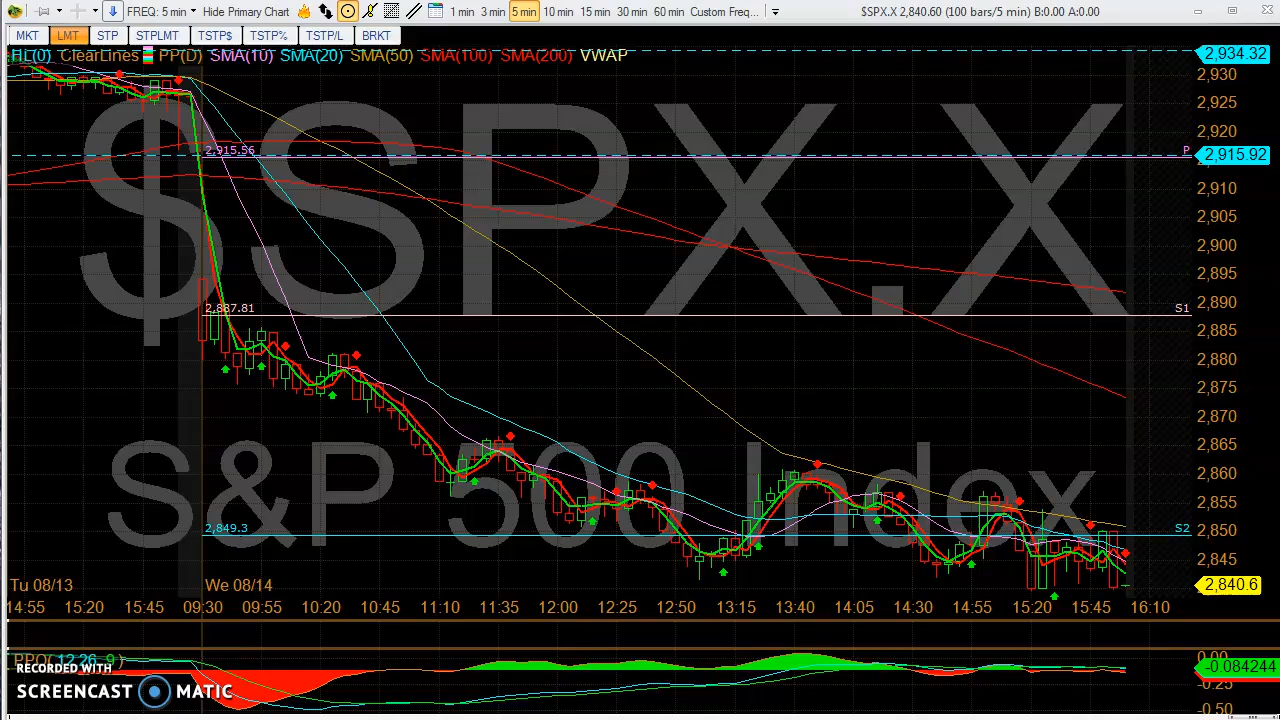 FREQ: 5 min Hide Primary Chart 1 min 3 min 5 min 10 min 15 min 30 min 60 min Custom Freq... $SPX.X 2,840.60 (100 bars/5 min) B:0.00 A:0.00
MKT LMT STP STPLMT TSTP$ TSTP% TSTP/L BRKT
HL(0) ClearLines PP(D) SMA(10) SMA(20) SMA(50) SMA(100) SMA(200) VWAP
2,934.32
2,930
2,925
2,920
2,915.56 P 2,915.92
2,910
2,905
2,900
2,895
2,890
2,887.81 S1
2,885
2,880
2,875
2,870
2,865
2,860
2,855
2,850
2,849.3 S2
2,845
2,840.6
$SPX.X
S&P 500 Index
Tu 08/13 We 08/14
14:55 15:20 15:45 09:30 09:55 10:20 10:45 11:10 11:35 12:00 12:25 12:50 13:15 13:40 14:05 14:30 14:55 15:20 15:45 16:10
PPO(12,26,9) 0.00
-0.084244
-0.25
-0.50
RECORDED WITH
SCREENCAST MATIC